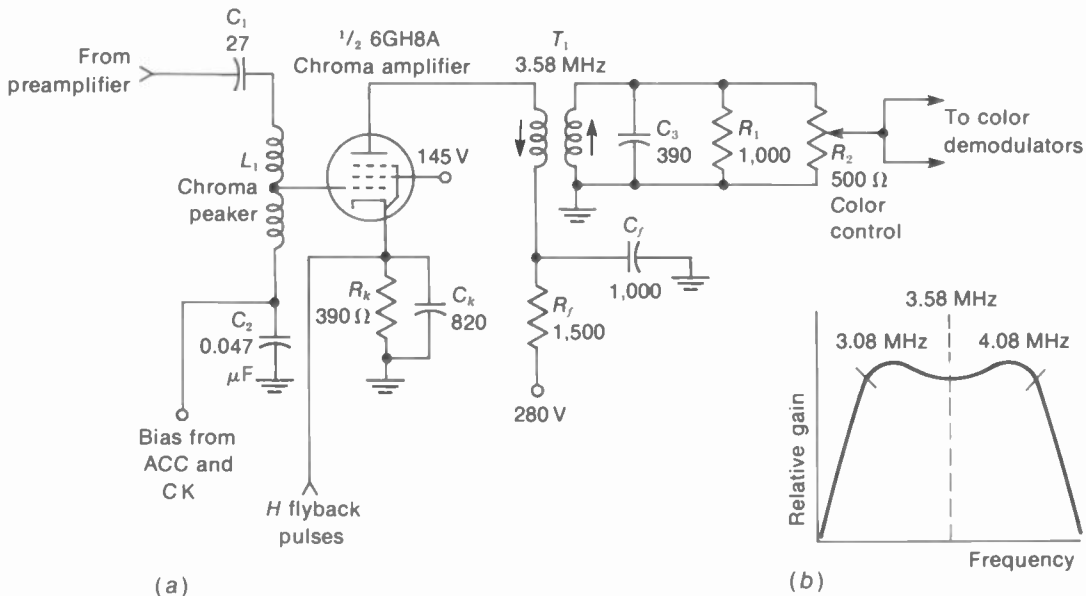 From
preamplifier
C₁
27
½ 6GH8A
Chroma amplifier
T₁
3.58 MHz
L₁
Chroma
peaker
145 V
C₃
390
R₁
1,000
R₂
500 Ω
Color
control
To color
demodulators
C₂
0.047
μF
Rₖ
390 Ω
Cₖ
820
C_f
1,000
R_f
1,500
280 V
Bias from
ACC and
CK
H flyback
pulses
(a)
3.58 MHz
3.08 MHz
4.08 MHz
Relative gain
Frequency
(b)